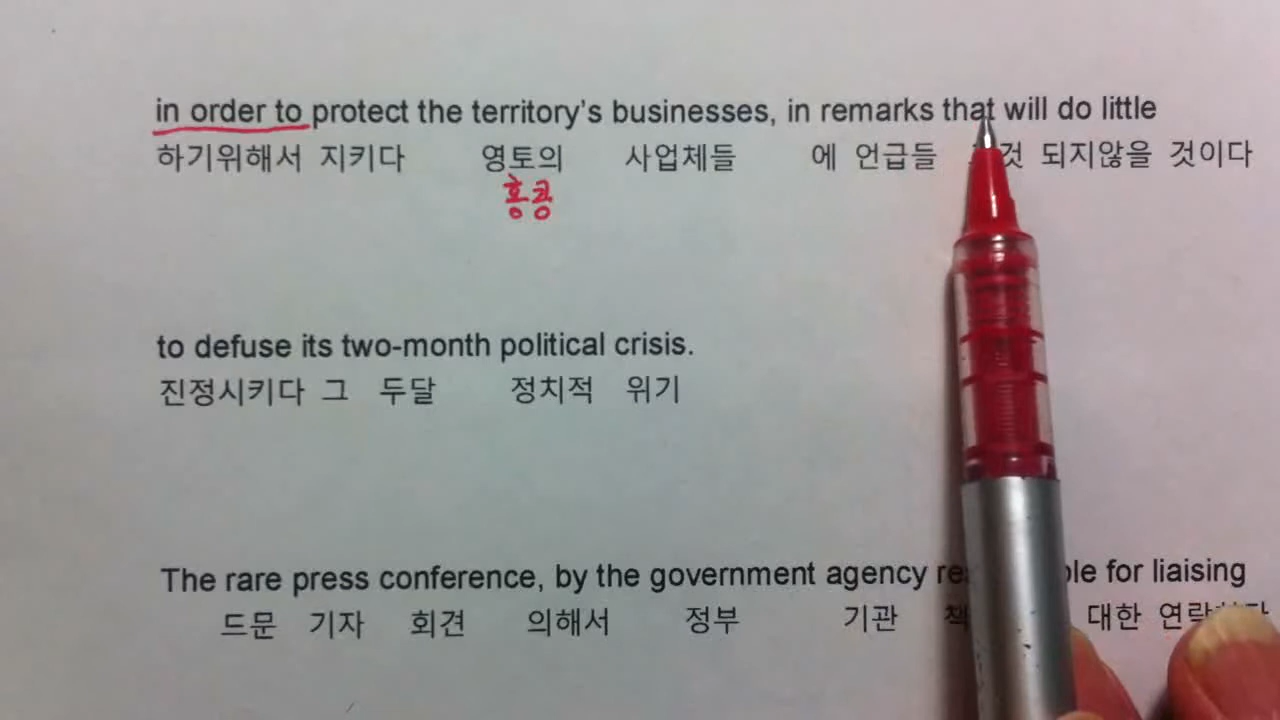 in order to protect the territory's businesses, in remarks that will do little
하기위해서 지키다 영토의 사업체들 에 언급들 것 되지않을 것이다
홍콩
to defuse its two-month political crisis.
진정시키다 그 두달 정치적 위기
The rare press conference, by the government agency for liaising
드문 기자 회견 의해서 정부 기관 대한